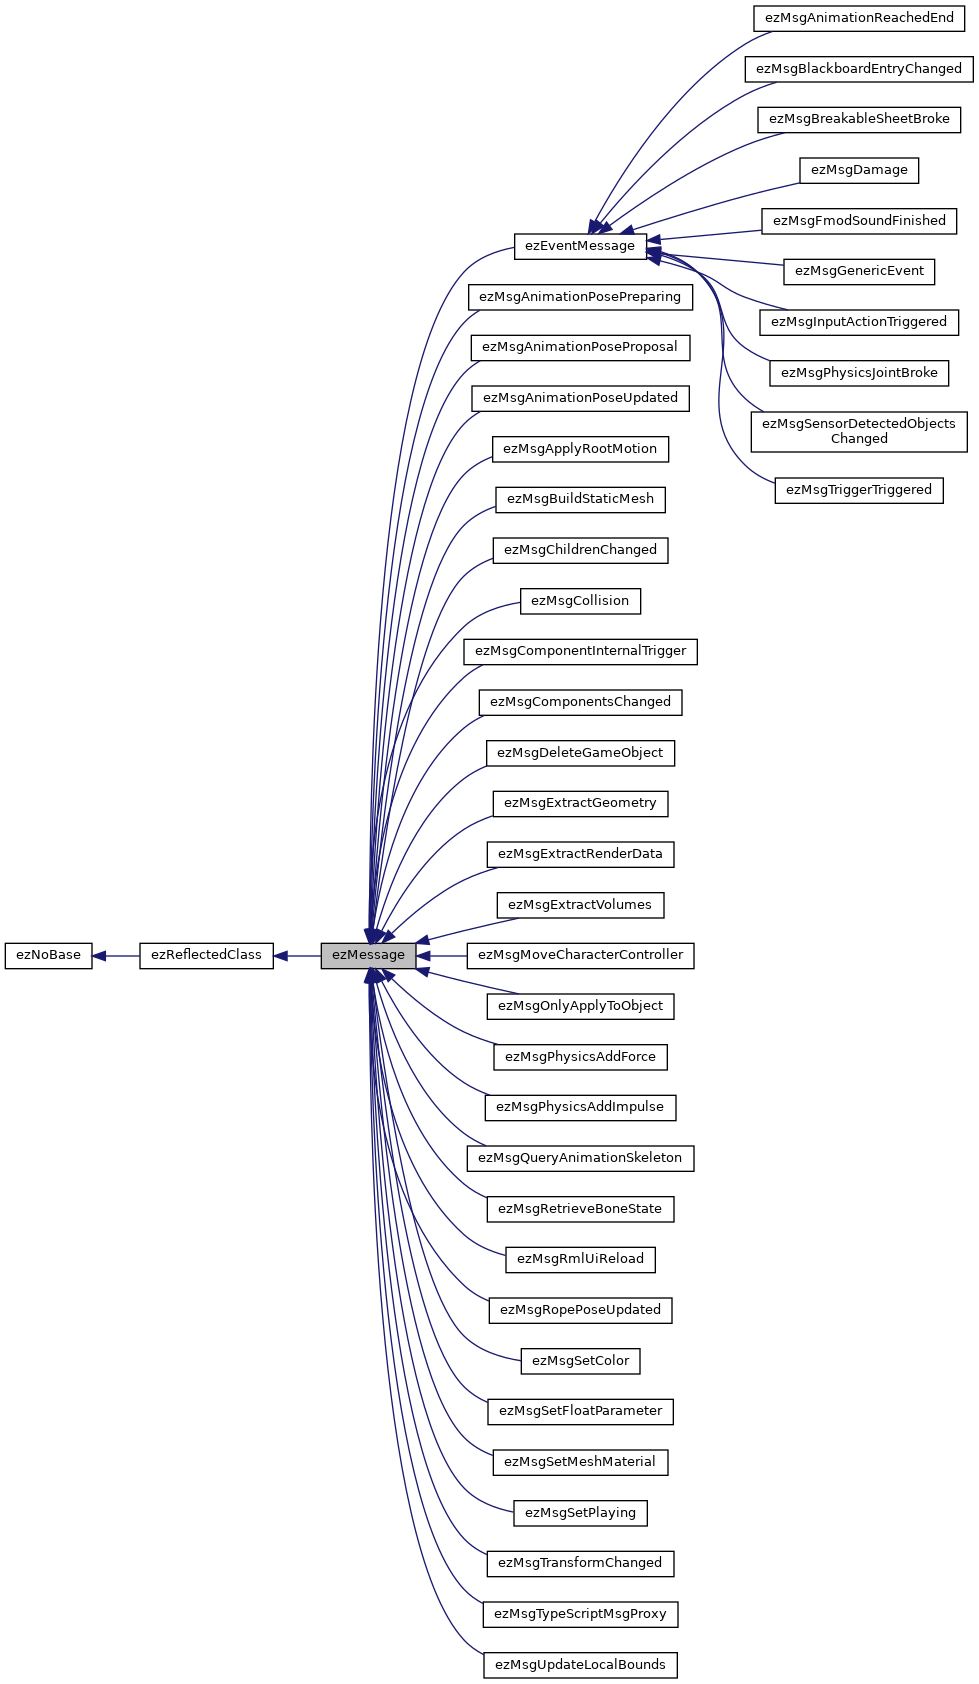 ezMsgAnimationReachedEnd
ezMsgBlackboardEntryChanged
ezMsgBreakableSheetBroke
ezMsgDamage
ezMsgFmodSoundFinished
ezEventMessage
ezMsgGenericEvent
ezMsgAnimationPosePreparing
ezMsgInputActionTriggered
ezMsgAnimationPoseProposal
ezMsgPhysicsJointBroke
ezMsgAnimationPoseUpdated
ezMsgSensorDetectedObjects
Changed
ezMsgApplyRootMotion
ezMsgTriggerTriggered
ezMsgBuildStaticMesh
ezMsgChildrenChanged
ezMsgCollision
ezMsgComponentInternalTrigger
ezMsgComponentsChanged
ezMsgDeleteGameObject
ezMsgExtractGeometry
ezMsgExtractRenderData
ezMsgExtractVolumes
ezNoBase
ezReflectedClass
ezMessage
ezMsgMoveCharacterController
ezMsgOnlyApplyToObject
ezMsgPhysicsAddForce
ezMsgPhysicsAddImpulse
ezMsgQueryAnimationSkeleton
ezMsgRetrieveBoneState
ezMsgRmlUiReload
ezMsgRopePoseUpdated
ezMsgSetColor
ezMsgSetFloatParameter
ezMsgSetMeshMaterial
ezMsgSetPlaying
ezMsgTransformChanged
ezMsgTypeScriptMsgProxy
ezMsgUpdateLocalBounds